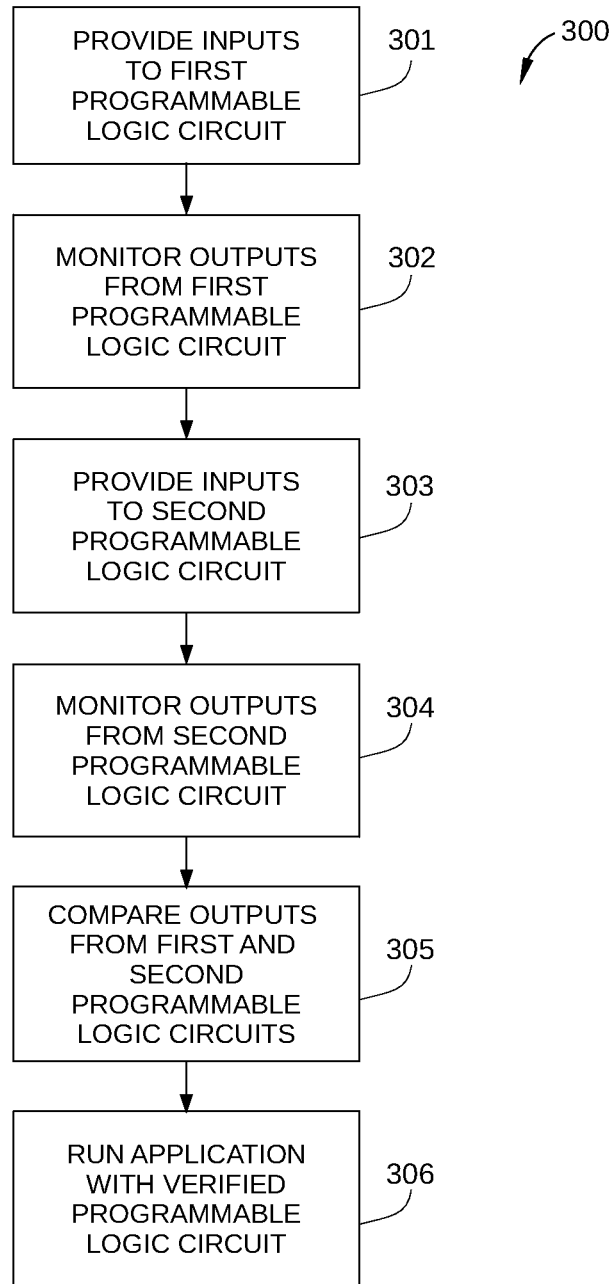 PROVIDE INPUTS
TO FIRST
PROGRAMMABLE
LOGIC CIRCUIT
301
300
MONITOR OUTPUTS
FROM FIRST
PROGRAMMABLE
LOGIC CIRCUIT
302
PROVIDE INPUTS
TO SECOND
PROGRAMMABLE
LOGIC CIRCUIT
303
MONITOR OUTPUTS
FROM SECOND
PROGRAMMABLE
LOGIC CIRCUIT
304
COMPARE OUTPUTS
FROM FIRST AND
SECOND
PROGRAMMABLE
LOGIC CIRCUITS
305
RUN APPLICATION
WITH VERIFIED
PROGRAMMABLE
LOGIC CIRCUIT
306